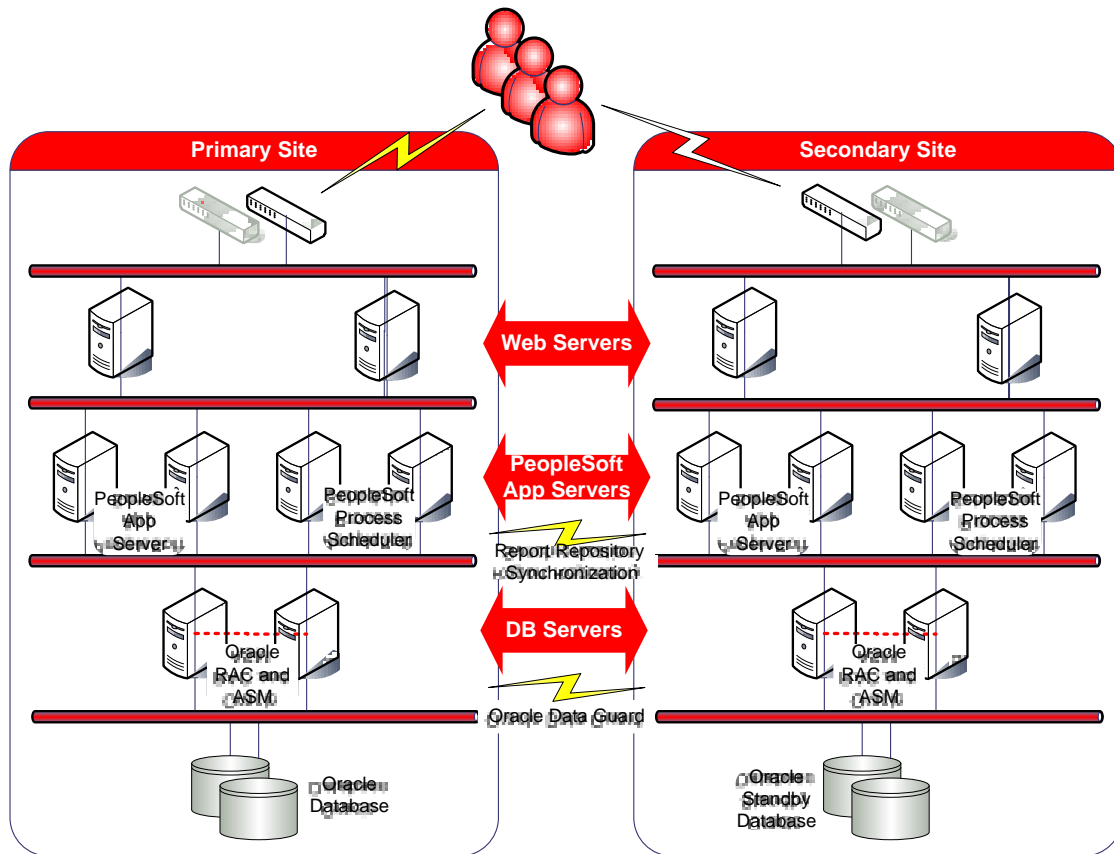 Primary Site
Secondary Site
Web Servers
PeopleSoft
App Servers
PeopleSoft
App
Server
PeopleSoft
Process
Scheduler
PeopleSoft
App
Server
PeopleSoft
Process
Scheduler
Report Repository
Synchronization
DB Servers
Oracle
RAC and
ASM
Oracle
RAC and
ASM
Oracle Data Guard
Oracle
Database
Oracle
Standby
Database